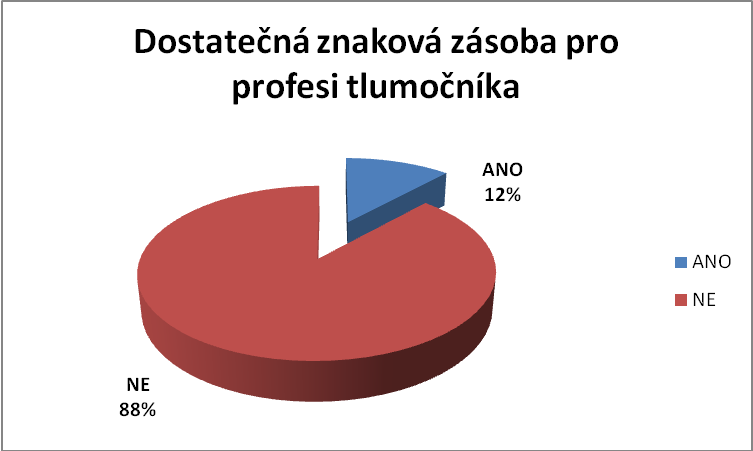 Dostatečná znaková zásoba pro
profesi tlumočníka
ANO
12%
NE
88%
ANO
NE